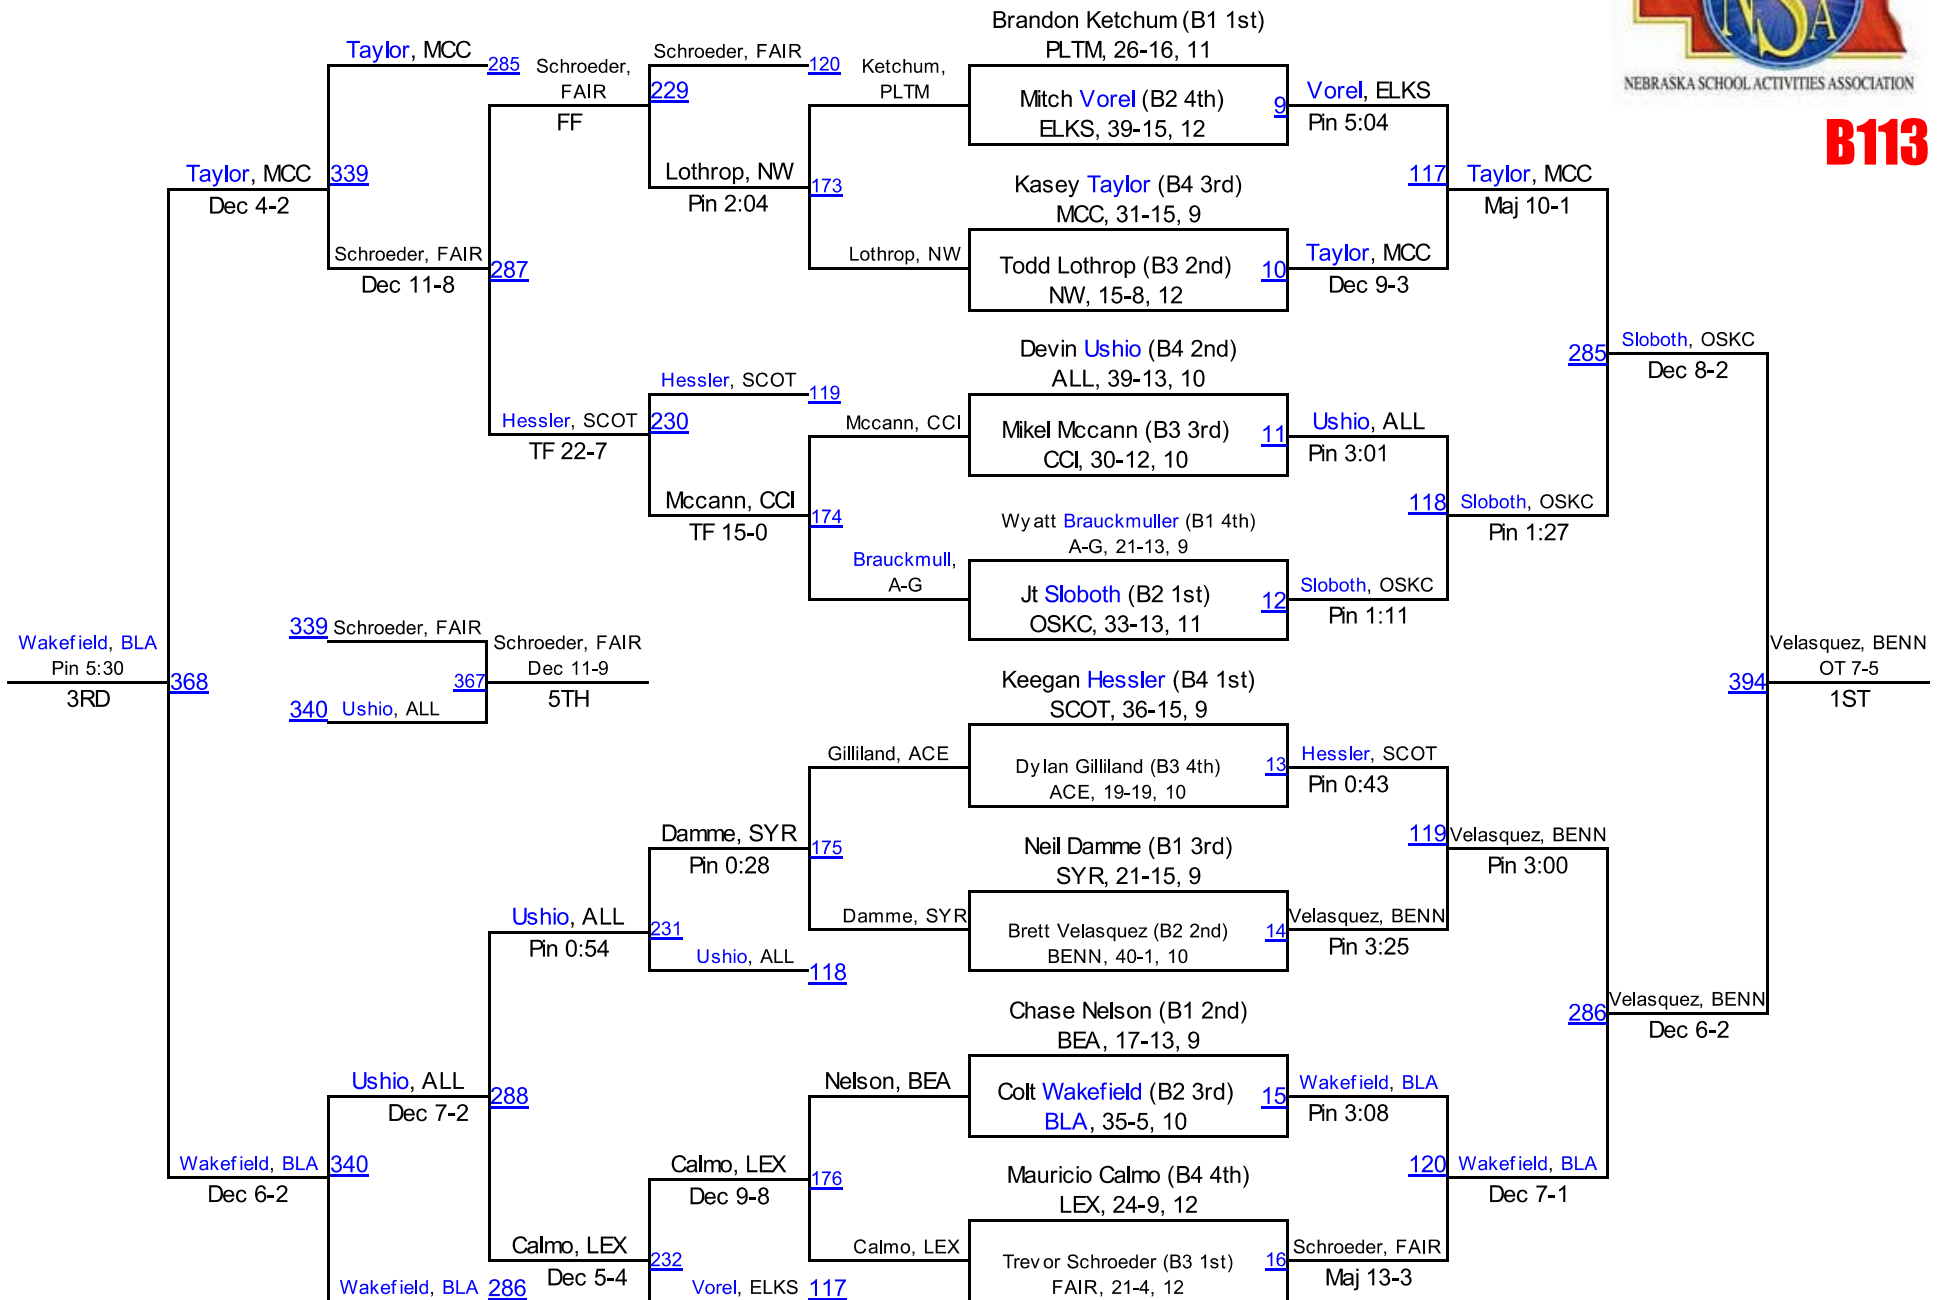 NSA
NEBRASKA SCHOOL ACTIVITIES ASSOCIATION
B113
Taylor, MCC
285
Schroeder,
FAIR
FF
Schroeder, FAIR
120
229
Ketchum,
PLTM
Lothrop, NW
Pin 2:04
173
Lothrop, NW
Taylor, MCC
Dec 4-2
339
Schroeder, FAIR
Dec 11-8
287
Hessler, SCOT
TF 22-7
Hessler, SCOT
119
230
Mccann, CCI
Mccann, CCI
TF 15-0
174
Brauckmull,
A-G
Wakefield, BLA
Pin 5:30
3RD
368
339
Schroeder, FAIR
340
Ushio, ALL
367
Schroeder, FAIR
Dec 11-9
5TH
Gilliland, ACE
Damme, SYR
Pin 0:28
175
Damme, SYR
Ushio, ALL
Pin 0:54
231
Ushio, ALL
118
Ushio, ALL
Dec 7-2
288
Nelson, BEA
Calmo, LEX
Dec 9-8
176
Calmo, LEX
Wakefield, BLA
Dec 6-2
340
Calmo, LEX
Dec 5-4
232
Wakefield, BLA
286
Vorel, ELKS
117
Brandon Ketchum (B1 1st)
PLTM, 26-16, 11
Mitch Vorel (B2 4th)
ELKS, 39-15, 12
9
Vorel, ELKS
Pin 5:04
Kasey Taylor (B4 3rd)
MCC, 31-15, 9
Todd Lothrop (B3 2nd)
NW, 15-8, 12
10
Taylor, MCC
Dec 9-3
117
Taylor, MCC
Maj 10-1
Devin Ushio (B4 2nd)
ALL, 39-13, 10
Mikel Mccann (B3 3rd)
CCI, 30-12, 10
11
Ushio, ALL
Pin 3:01
Wyatt Brauckmuller (B1 4th)
A-G, 21-13, 9
Jt Sloboth (B2 1st)
OSKC, 33-13, 11
12
Sloboth, OSKC
Pin 1:11
118
Sloboth, OSKC
Pin 1:27
285
Sloboth, OSKC
Dec 8-2
Keegan Hessler (B4 1st)
SCOT, 36-15, 9
Dylan Gilliland (B3 4th)
ACE, 19-19, 10
13
Hessler, SCOT
Pin 0:43
Neil Damme (B1 3rd)
SYR, 21-15, 9
Brett Velasquez (B2 2nd)
BENN, 40-1, 10
14
Velasquez, BENN
Pin 3:25
119
Velasquez, BENN
Pin 3:00
Chase Nelson (B1 2nd)
BEA, 17-13, 9
Colt Wakefield (B2 3rd)
BLA, 35-5, 10
15
Wakefield, BLA
Pin 3:08
Mauricio Calmo (B4 4th)
LEX, 24-9, 12
Trevor Schroeder (B3 1st)
FAIR, 21-4, 12
16
Schroeder, FAIR
Maj 13-3
120
Wakefield, BLA
Dec 7-1
286
Velasquez, BENN
Dec 6-2
394
Velasquez, BENN
OT 7-5
1ST